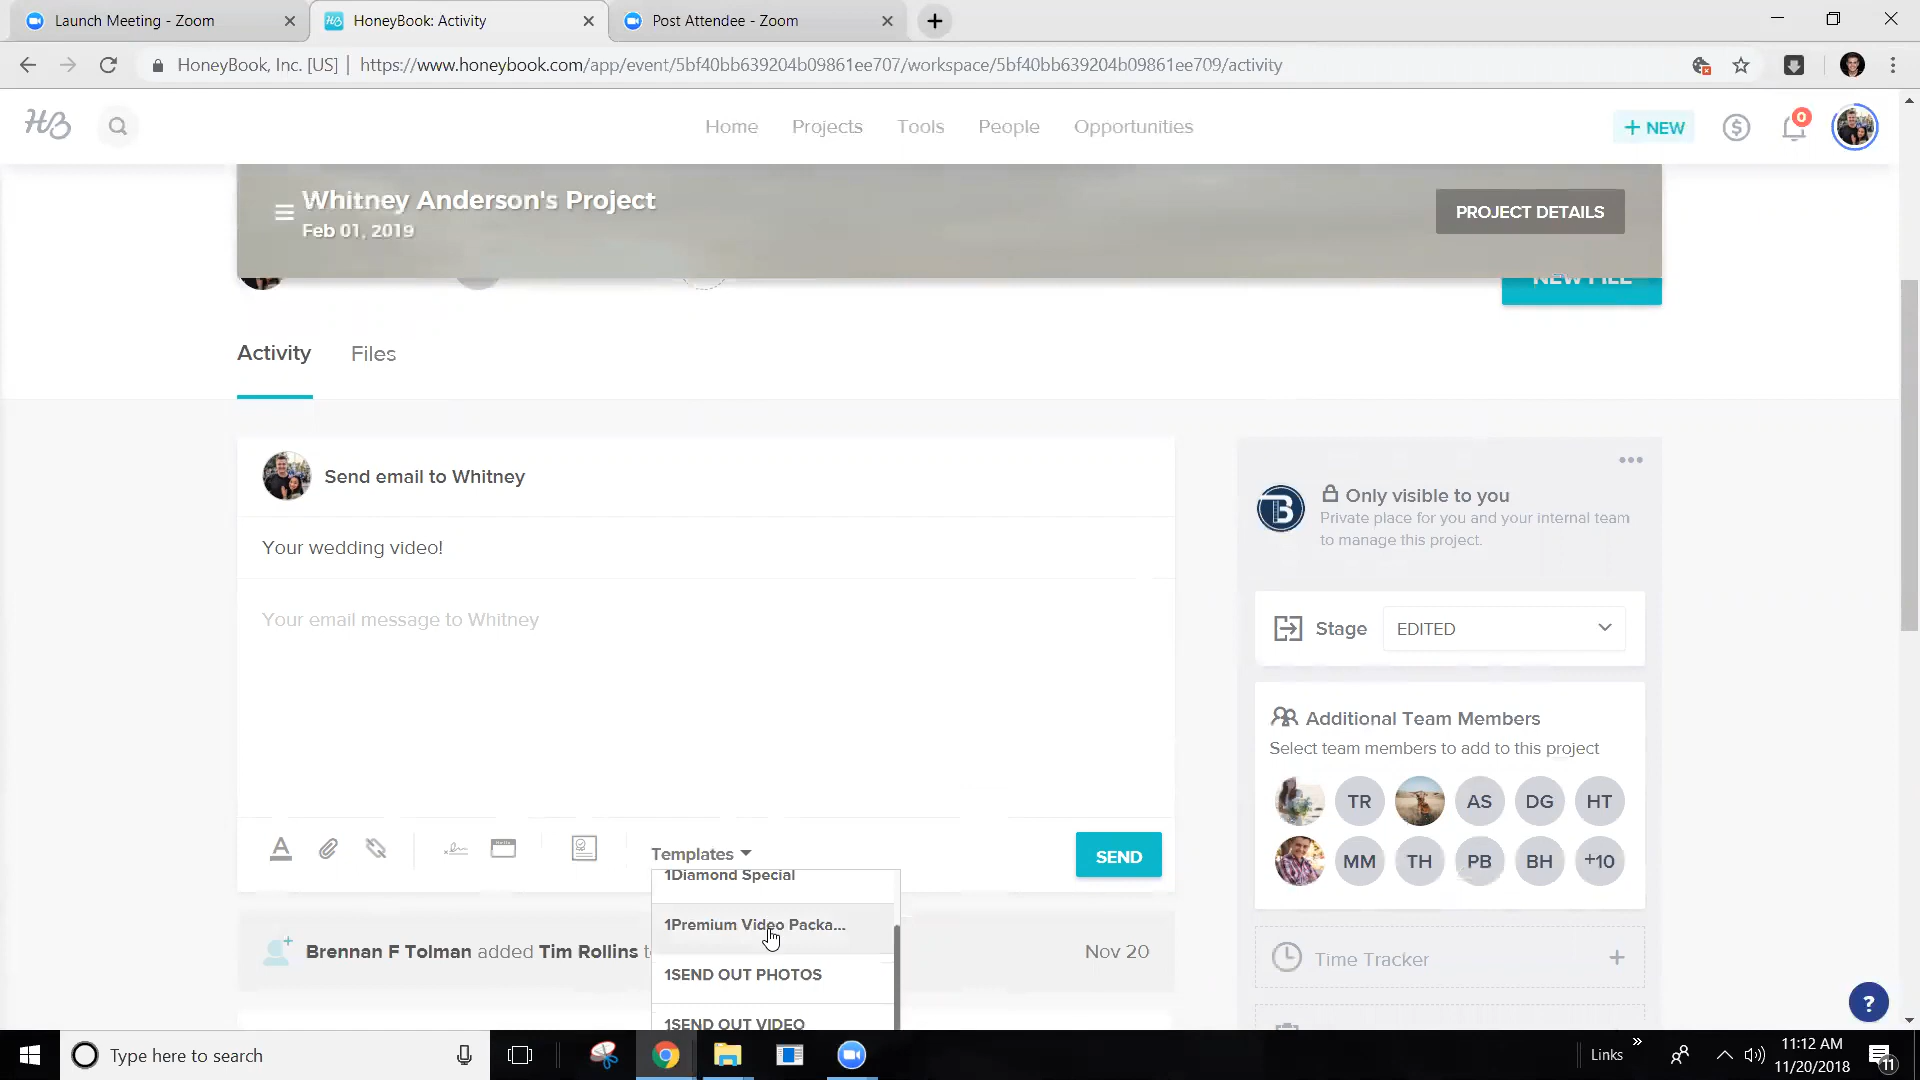 Launch Meeting - Zoom
HoneyBook: Activity
Post Attendee - Zoom
HoneyBook, Inc. [US] | https://www.honeybook.com/app/event/5bf40bb639204b09861ee707/workspace/5bf40bb639204b09861ee709/activity
HB
Home
Projects
Tools
People
Opportunities
+ NEW
0
Whitney Anderson's Project
Feb 01, 2019
PROJECT DETAILS
NEW FILE
Activity
Files
Send email to Whitney
Your wedding video!
Your email message to Whitney
Templates
SEND
1Diamond Special
1Premium Video Packa...
1SEND OUT PHOTOS
1SEND OUT VIDEO
Brennan F Tolman added Tim Rollins t
Nov 20
Only visible to you
Private place for you and your internal team
to manage this project.
Stage
EDITED
Additional Team Members
Select team members to add to this project
TR
AS
DG
HT
MM
TH
PB
BH
+10
Time Tracker
+
?
Type here to search
Links
11:12 AM
11/20/2018
11